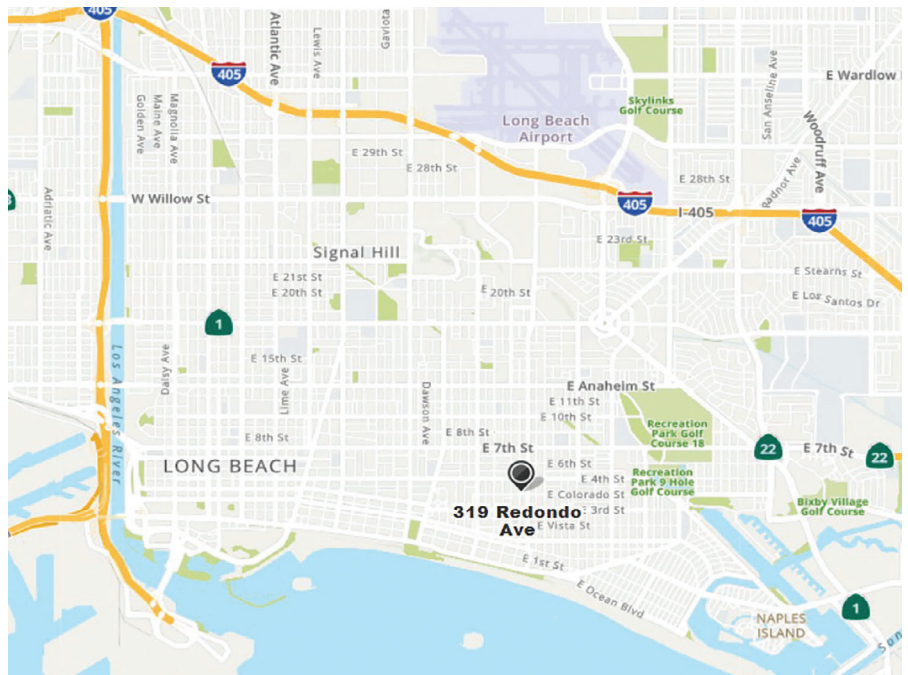 405
Atlantic Ave
Lewis Ave
Gaviota
405
E Wardlow
San Anseline Ave
Skylinks
Golf Course
Woodruff Ave
Long Beach
Airport
Magnolia Ave
Maine Ave
Golden Ave
E 29th St
E 28th St
E 28th St
Radnor Ave
Adriatic Ave
W Willow St
405
I-405
405
E 23rd St
Signal Hill
E 21st St
E 20th St
E 20th St
E Stearns St
E Los Santos Dr
1
Los Angeles River
Daisy Ave
E 15th St
Lime Ave
Dawson Ave
E Anaheim St
E 11th St
E 10th St
E 8th St
E 8th St
Recreation
Park Golf
Course 18
E 7th St
22
E 7th St
22
LONG BEACH
E 6th St
E 4th St
Recreation
Park 9 Hole
Golf Course
E Colorado St
319 Redondo
Ave
3rd St
E Vista St
Bixby Village
Golf Course
E 1st St
E Ocean Blvd
NAPLES
ISLAND
1
San